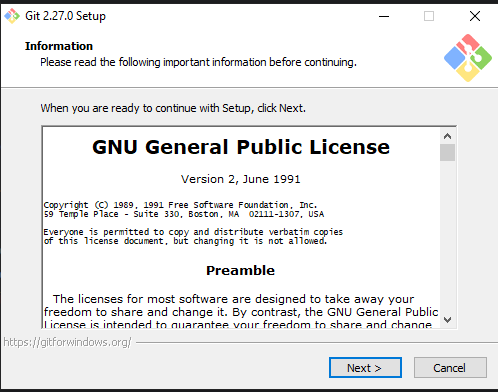 Git 2.27.0 Setup
Information
Please read the following important information before continuing.
When you are ready to continue with Setup, click Next.
GNU General Public License
Version 2, June 1991
Copyright (C) 1989, 1991 Free Software Foundation, Inc.
59 Temple Place - Suite 330, Boston, MA  02111-1307, USA
Everyone is permitted to copy and distribute verbatim copies
of this license document, but changing it is not allowed.
Preamble
The licenses for most software are designed to take away your
freedom to share and change it. By contrast, the GNU General Public
License is intended to guarantee your freedom to share and change
https://gitforwindows.org/
Next >
Cancel